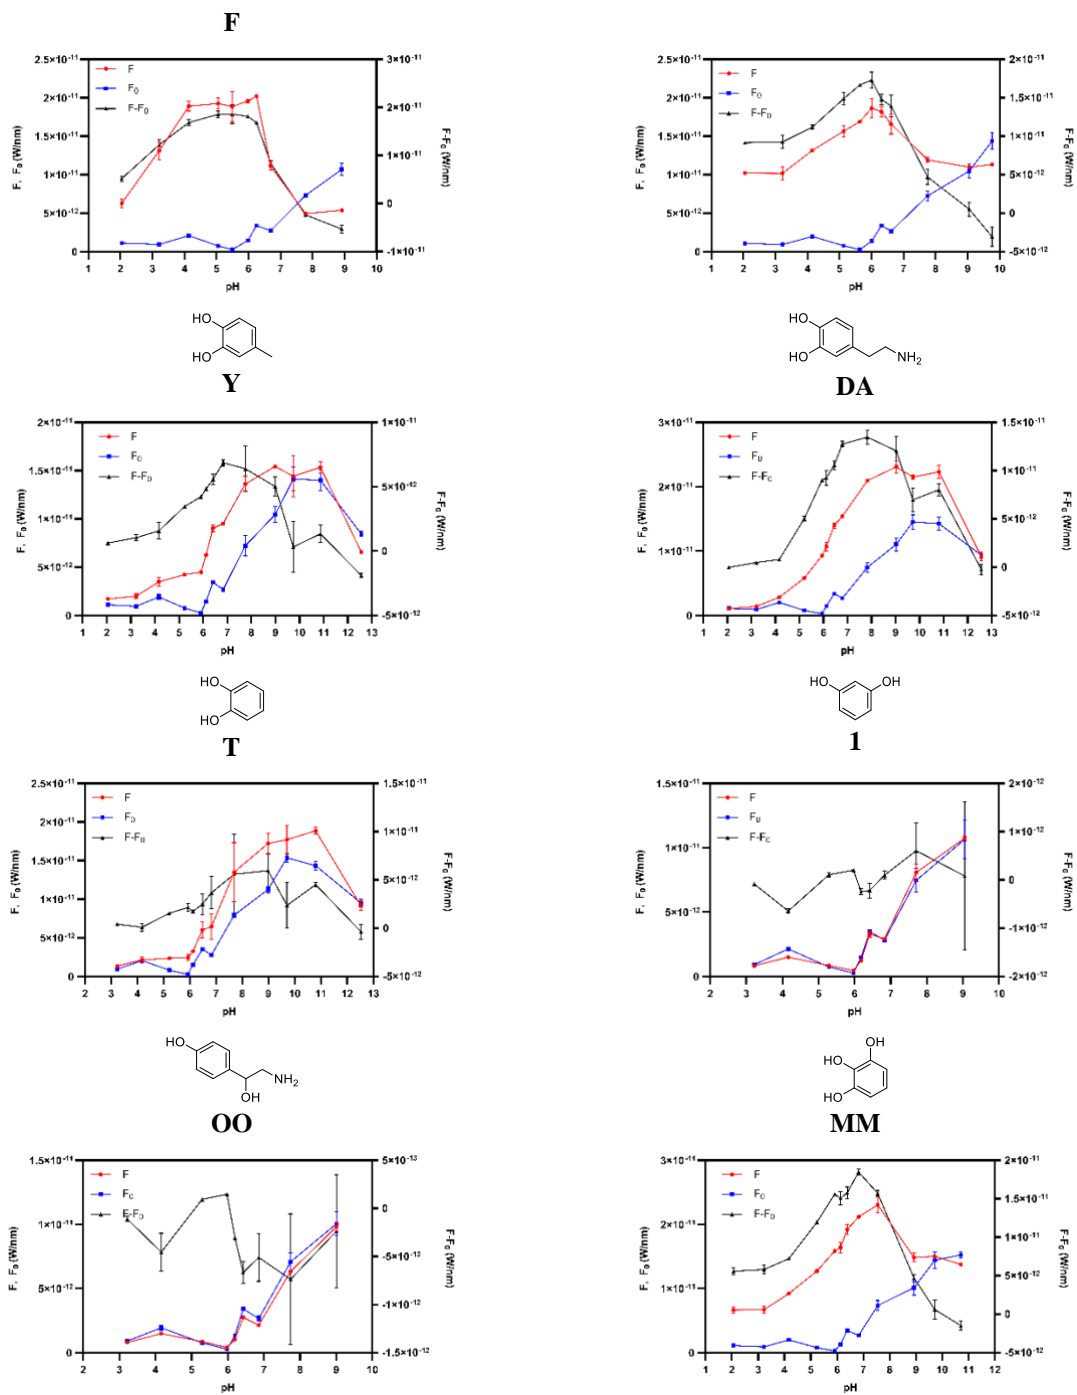 F
2.5×10⁻¹¹
2×10⁻¹¹
1.5×10⁻¹¹
1×10⁻¹¹
5×10⁻¹²
0
F, F₀ (W/nm)
F
F₀
F-F₀
3×10⁻¹¹
2×10⁻¹¹
1×10⁻¹¹
0
-1×10⁻¹¹
F-F₀ (W/nm)
1 2 3 4 5 6 7 8 9 10
pH
2.5×10⁻¹¹
2×10⁻¹¹
1.5×10⁻¹¹
1×10⁻¹¹
5×10⁻¹²
0
F, F₀ (W/nm)
F
F₀
F-F₀
2×10⁻¹¹
1.5×10⁻¹¹
1×10⁻¹¹
5×10⁻¹²
0
-5×10⁻¹²
F-F₀ (W/nm)
1 2 3 4 5 6 7 8 9 10
pH
HO
HO
Y
HO
HO
NH₂
DA
2×10⁻¹¹
1.5×10⁻¹¹
1×10⁻¹¹
5×10⁻¹²
0
F, F₀ (W/nm)
F
F₀
F-F₀
1×10⁻¹¹
5×10⁻¹²
0
-5×10⁻¹²
F-F₀ (W/nm)
1 2 3 4 5 6 7 8 9 10 11 12 13
pH
3×10⁻¹¹
2×10⁻¹¹
1×10⁻¹¹
0
F, F₀ (W/nm)
F
F₀
F-F₀
1.5×10⁻¹¹
1×10⁻¹¹
5×10⁻¹²
0
-5×10⁻¹²
F-F₀ (W/nm)
1 2 3 4 5 6 7 8 9 10 11 12 13
pH
HO
HO
T
HO
OH
1
2.5×10⁻¹¹
2×10⁻¹¹
1.5×10⁻¹¹
1×10⁻¹¹
5×10⁻¹²
0
F, F₀ (W/nm)
F
F₀
F-F₀
1.5×10⁻¹¹
1×10⁻¹¹
5×10⁻¹²
0
-5×10⁻¹²
F-F₀ (W/nm)
2 3 4 5 6 7 8 9 10 11 12 13
pH
1.5×10⁻¹¹
1×10⁻¹¹
5×10⁻¹²
0
F, F₀ (W/nm)
F
F₀
F-F₀
2×10⁻¹²
1×10⁻¹²
0
-1×10⁻¹²
-2×10⁻¹²
F-F₀ (W/nm)
2 3 4 5 6 7 8 9 10
pH
HO
NH₂
OH
OO
OH
HO
HO
MM
1.5×10⁻¹¹
1×10⁻¹¹
5×10⁻¹²
0
F, F₀ (W/nm)
F
F₀
F-F₀
5×10⁻¹³
0
-5×10⁻¹³
-1×10⁻¹²
-1.5×10⁻¹²
F-F₀ (W/nm)
2 3 4 5 6 7 8 9 10
pH
3×10⁻¹¹
2×10⁻¹¹
1×10⁻¹¹
0
F, F₀ (W/nm)
F
F₀
F-F₀
2×10⁻¹¹
1.5×10⁻¹¹
1×10⁻¹¹
5×10⁻¹²
0
-5×10⁻¹²
F-F₀ (W/nm)
1 2 3 4 5 6 7 8 9 10 11 12
pH